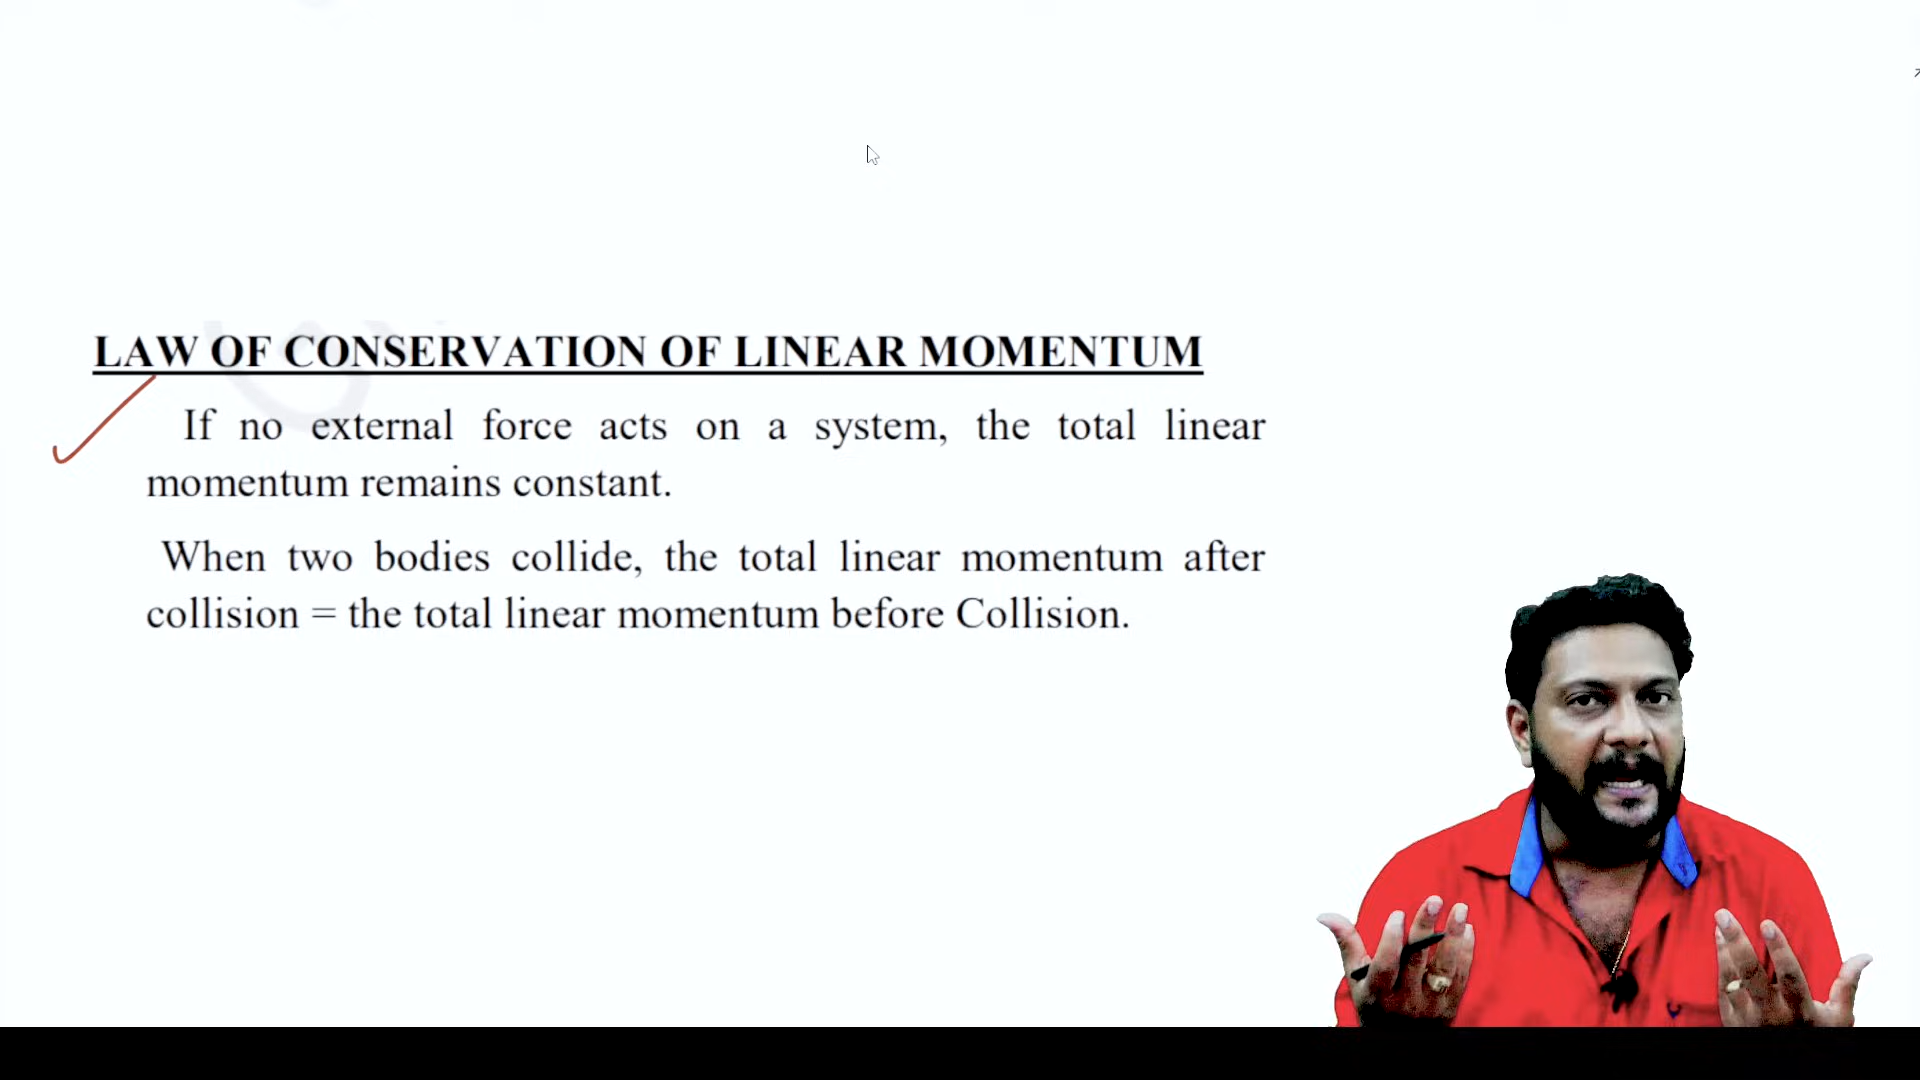 LAW OF CONSERVATION OF LINEAR MOMENTUM
If no external force acts on a system, the total linear
momentum remains constant.
When two bodies collide, the total linear momentum after
collision = the total linear momentum before Collision.